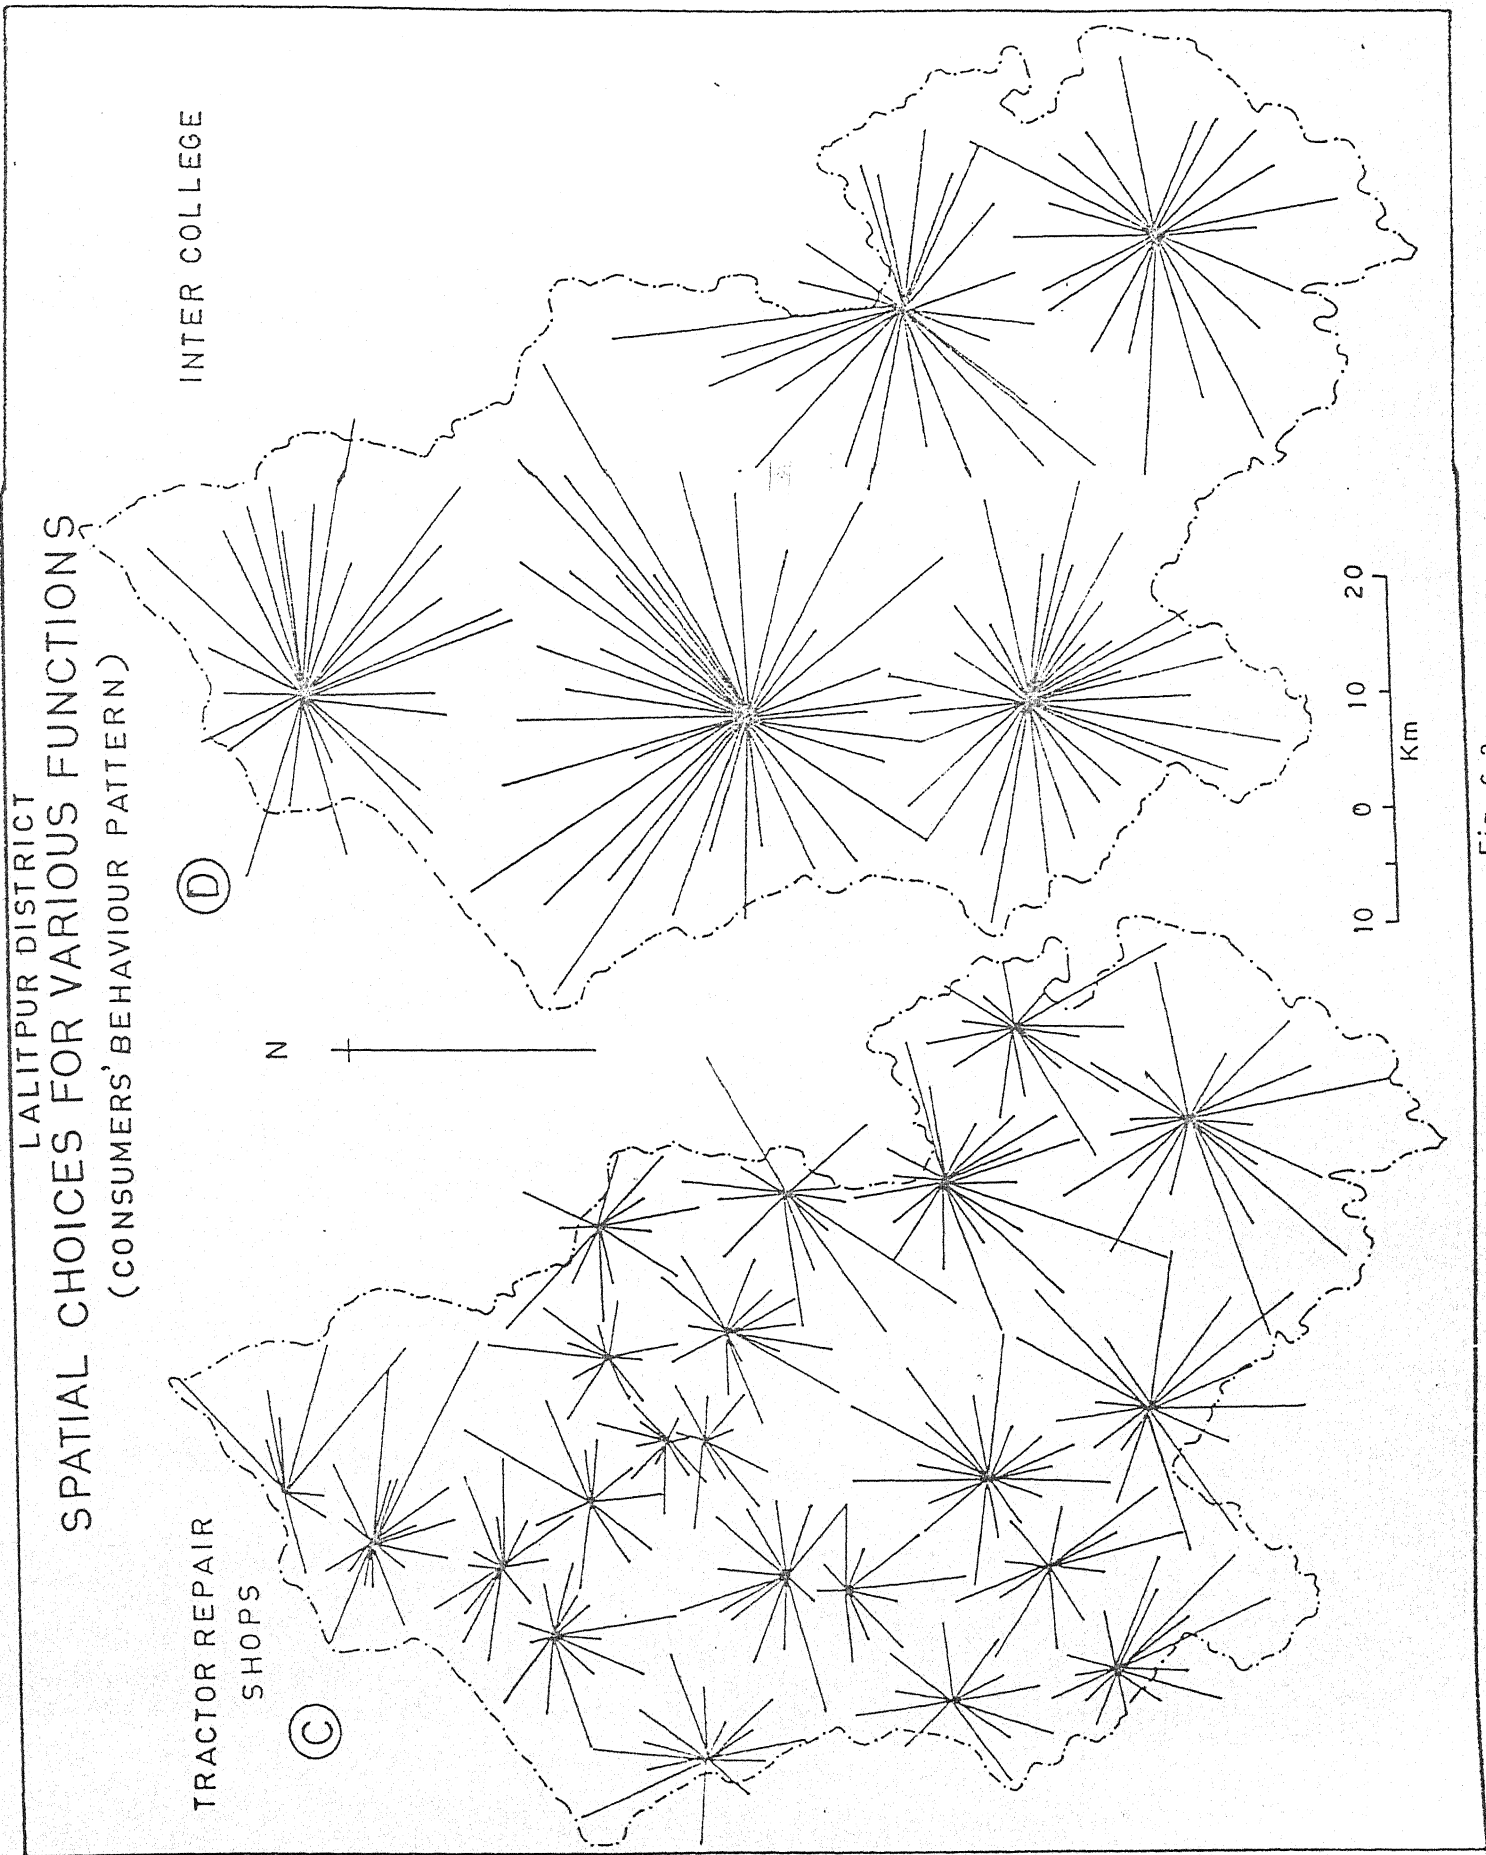 LALITPUR DISTRICT
SPATIAL CHOICES FOR VARIOUS FUNCTIONS
(CONSUMERS' BEHAVIOUR PATTERN)
TRACTOR REPAIR
SHOPS
C
N
INTER COLLEGE
D
10 0 10 20
Km